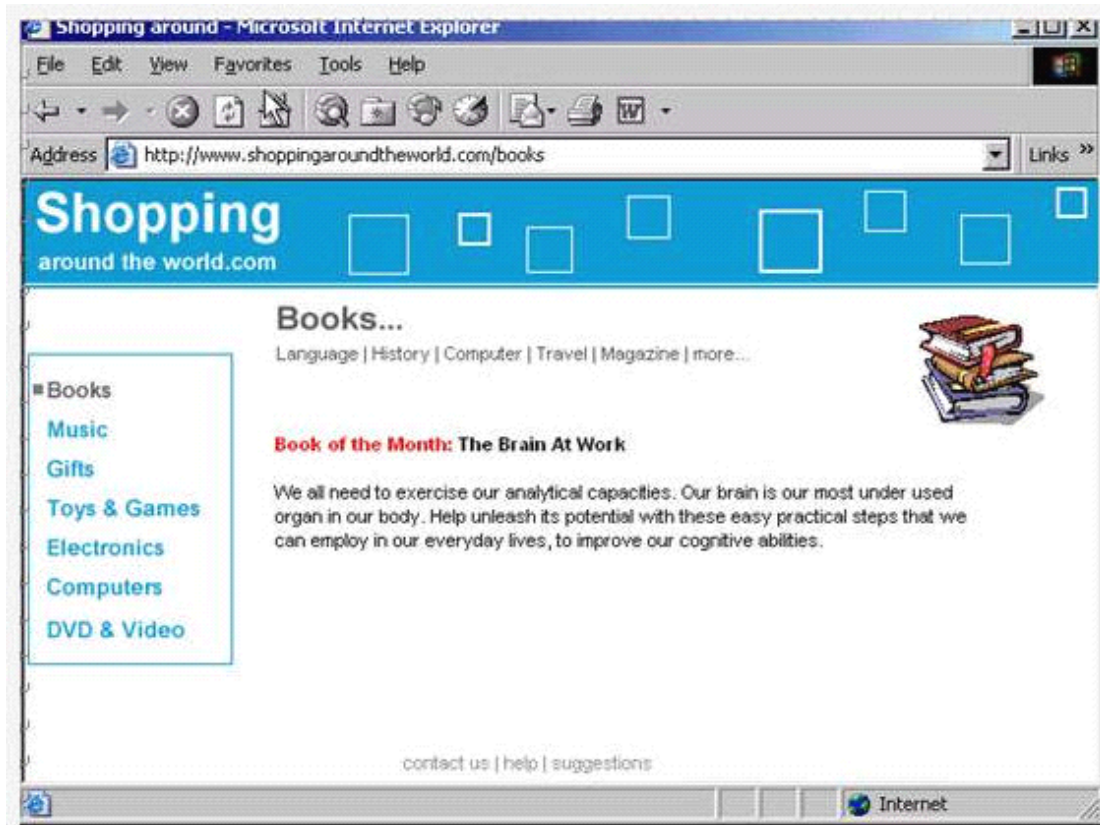 Shopping around - Microsoft Internet Explorer
File Edit View Favorites Tools Help
W
Address http://www.shoppingaroundtheworld.com/books Links »
Shopping
around the world.com
Books...
Language | History | Computer | Travel | Magazine | more...
Books
Music
Gifts
Toys & Games
Electronics
Computers
DVD & Video
Book of the Month: The Brain At Work
We all need to exercise our analytical capacities. Our brain is our most under used
organ in our body. Help unleash its potential with these easy practical steps that we
can employ in our everyday lives, to improve our cognitive abilities.
contact us | help | suggestions
Internet